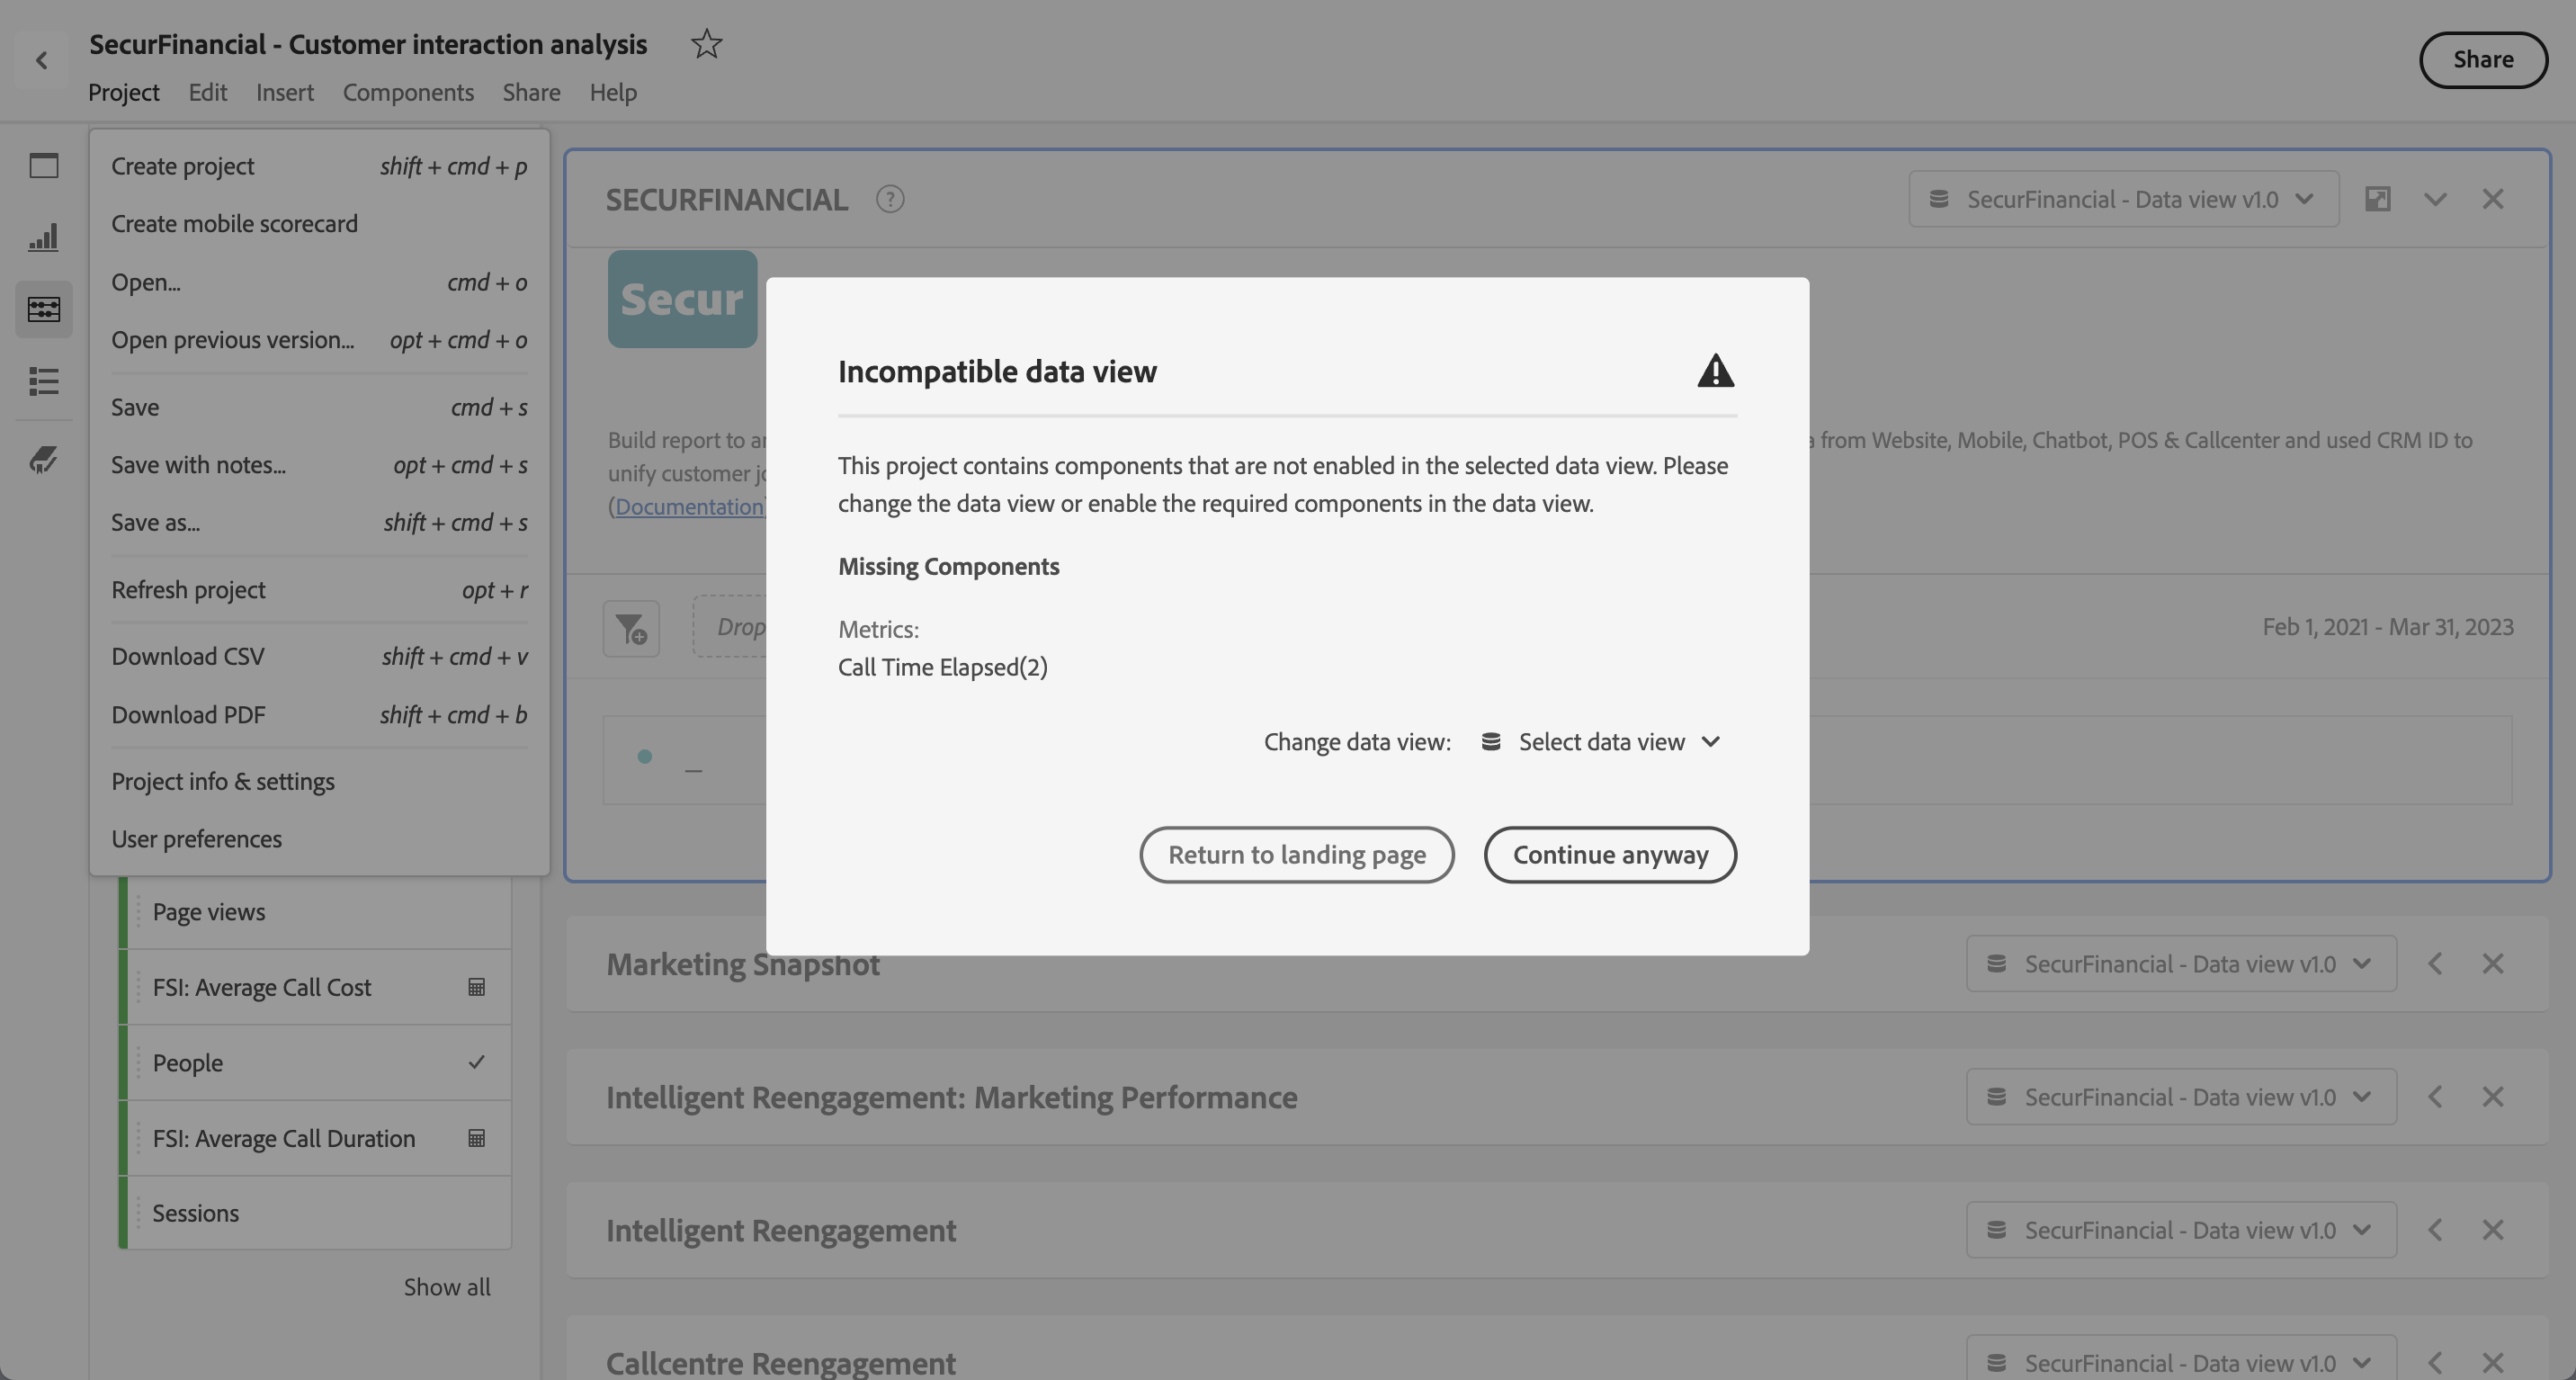 SecurFinancial - Customer interaction analysis
Share
Project Edit Insert Components Share Help
Create project shift + cmd + p
Create mobile scorecard
Open... cmd + o
Open previous version... opt + cmd + o
Save cmd + s
Save with notes... opt + cmd + s
Save as... shift + cmd + s
Refresh project opt + r
Download CSV shift + cmd + v
Download PDF shift + cmd + b
Project info & settings
User preferences
Page views
FSI: Average Call Cost
People
FSI: Average Call Duration
Sessions
Show all
SECURFINANCIAL ? SecurFinancial - Data view v1.0
Secur
Build report to from Website, Mobile, Chatbot, POS & Callcenter and used CRM ID to
unify customer
(Documentation
Drop
Feb 1, 2021 - Mar 31, 2023
Incompatible data view
This project contains components that are not enabled in the selected data view. Please
change the data view or enable the required components in the data view.
Missing Components
Metrics:
Call Time Elapsed(2)
Change data view: Select data view
Return to landing page Continue anyway
Marketing Snapshot SecurFinancial - Data view v1.0
Intelligent Reengagement: Marketing Performance SecurFinancial - Data view v1.0
Intelligent Reengagement SecurFinancial - Data view v1.0
Callcentre Reengagement SecurFinancial - Data view v1.0